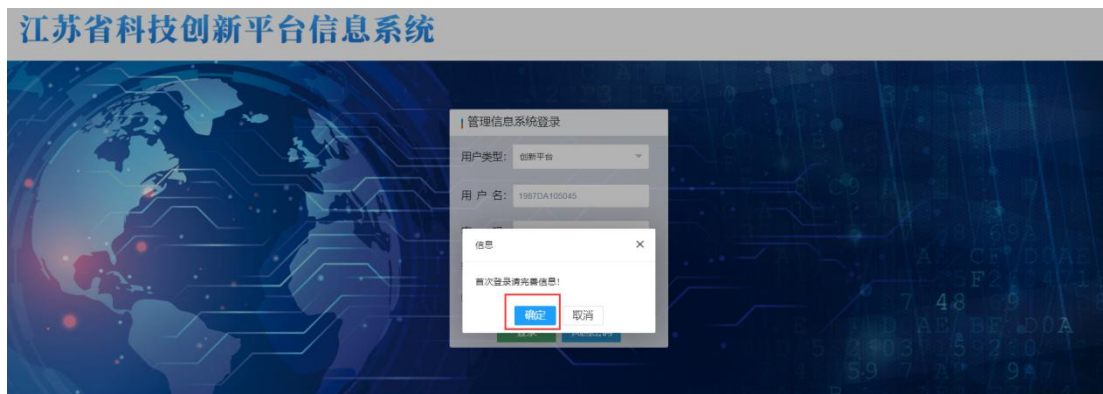 江苏省科技创新平台信息系统
管理信息系统登录
用户类型: 创新平台
用 户 名: 1987DA105045
信息
首次登录请完善信息!
确定 取消